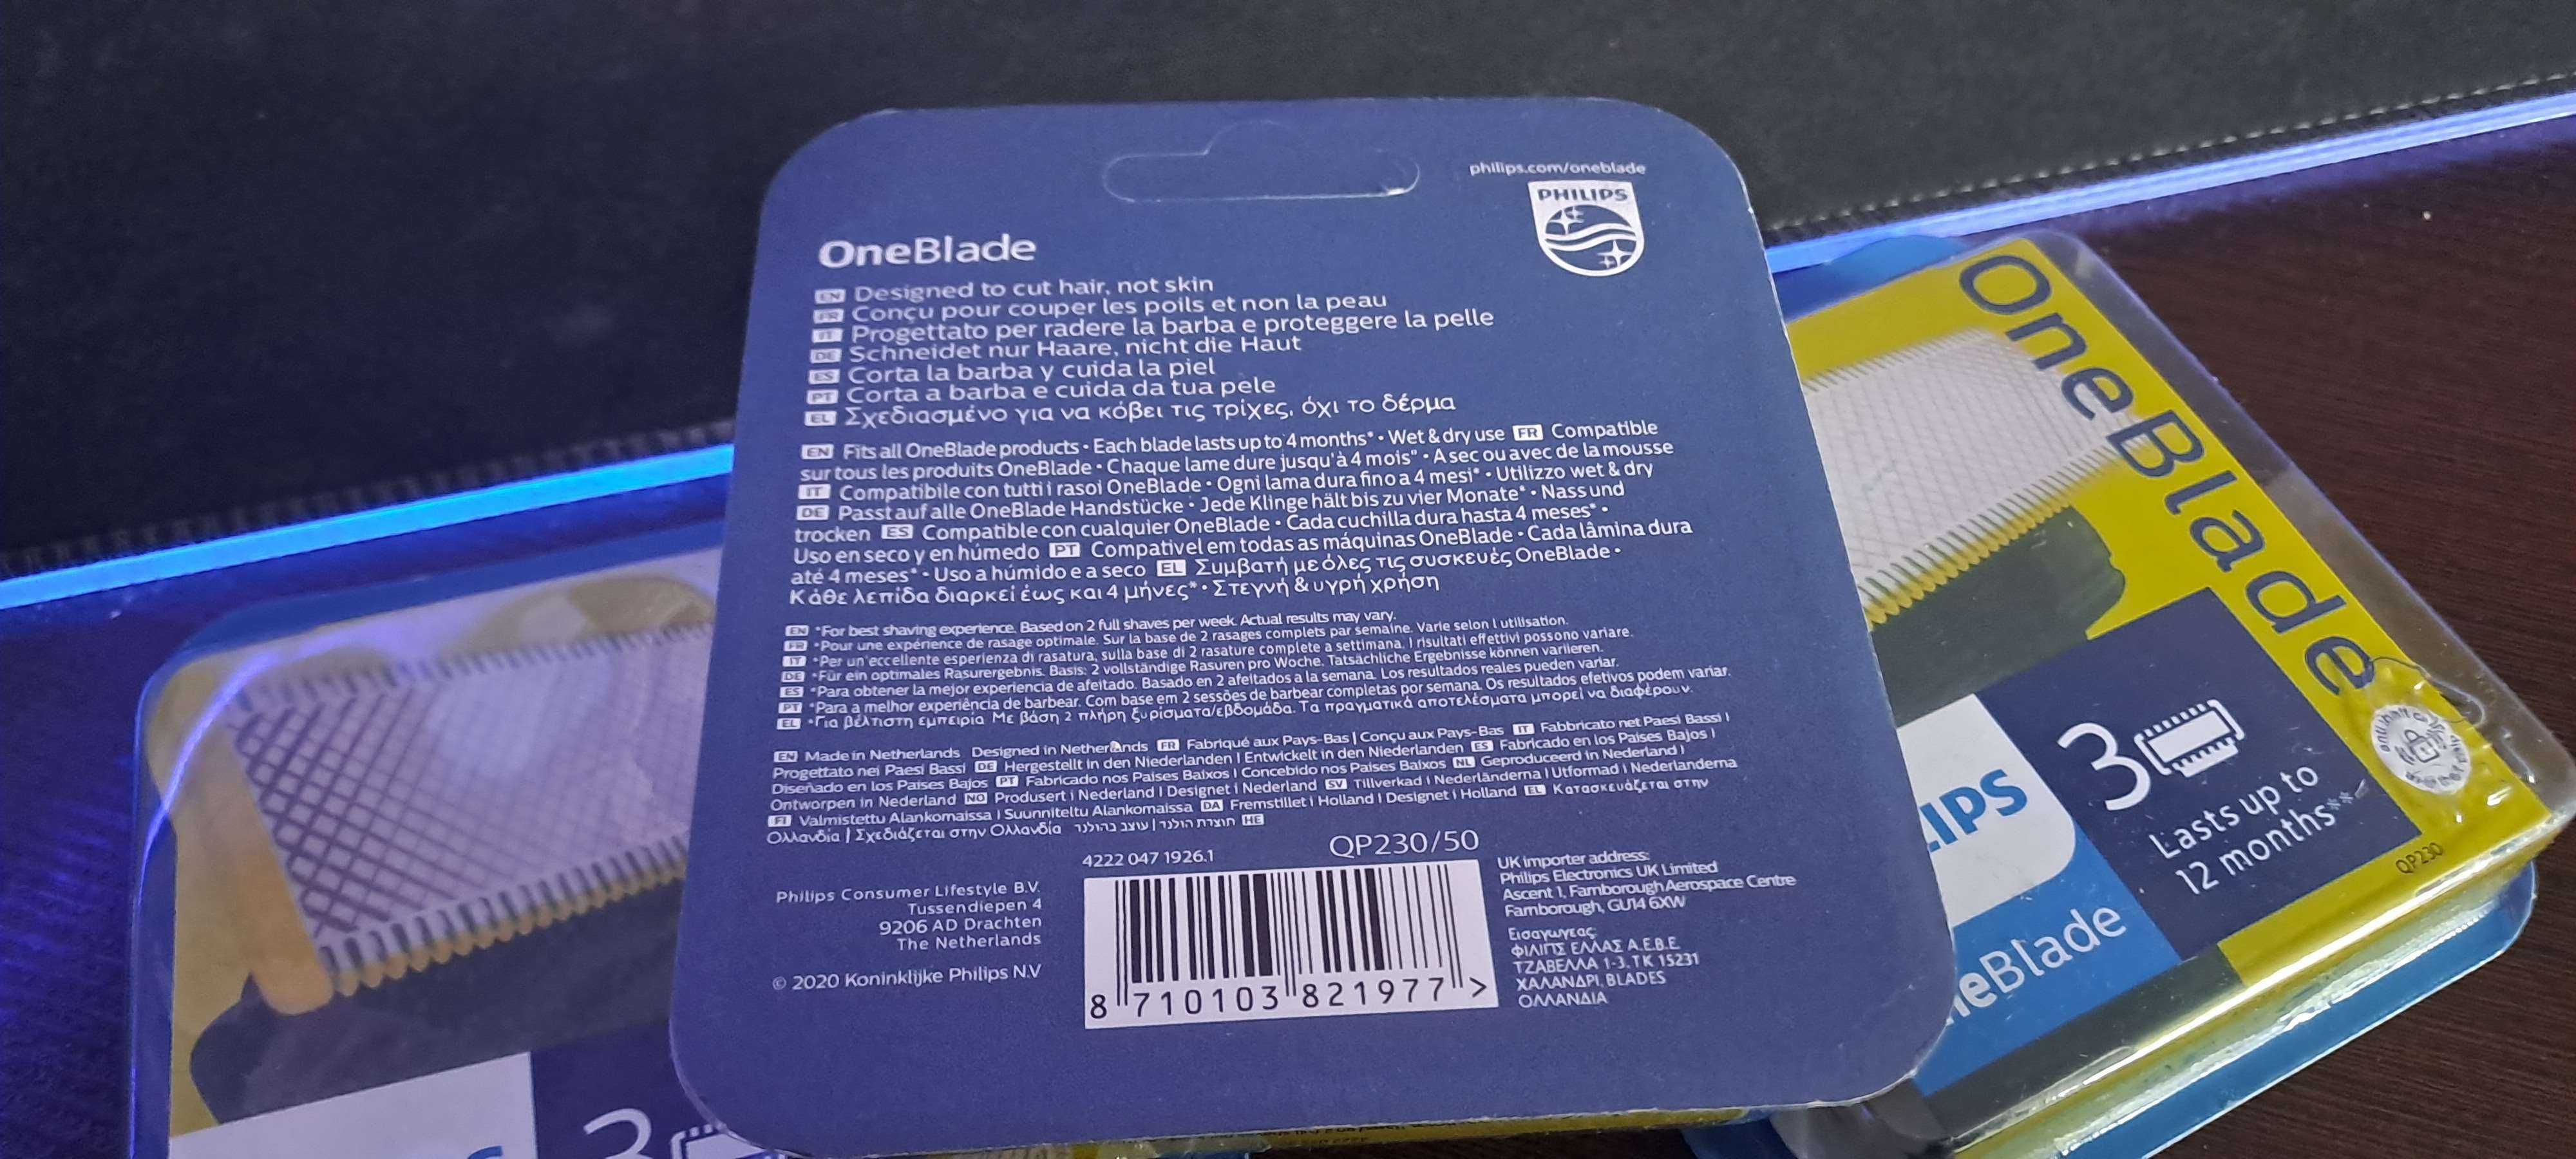 philips.com/oneblade
PHILIPS
OneBlade
EN Designed to cut hair, not skin
FR Conçu pour couper les poils et non la peau
IT Progettato per radere la barba e proteggere la pelle
DE Schneidet nur Haare, nicht die Haut
ES Corta la barba y cuida la piel
PT Corta a barba e cuida da tua pele
EL Σχεδιασμένο για να κόβει τις τρίχες, όχι το δέρμα
EN Fits all OneBlade products • Each blade lasts up to 4 months* • Wet & dry use FR Compatible
sur tous les produits OneBlade • Chaque lame dure jusqu'à 4 mois* • A sec ou avec de la mousse
IT Compatibile con tutti i rasoi OneBlade • Ogni lama dura fino a 4 mesi* • Utilizzo wet & dry
DE Passt auf alle OneBlade Handstücke • Jede Klinge hält bis zu vier Monate* • Nass und
trocken ES Compatible con cualquier OneBlade • Cada cuchilla dura hasta 4 meses* •
Uso en seco y en húmedo PT Compativel em todas as máquinas OneBlade • Cada lâmina dura
até 4 meses* • Uso a húmido e a seco EL Συμβατή με όλες τις συσκευές OneBlade •
Κάθε λεπίδα διαρκεί έως και 4 μήνες* • Στεγνή & υγρή χρήση
EN *For best shaving experience. Based on 2 full shaves per week. Actual results may vary.
FR *Pour une expérience de rasage optimale. Sur la base de 2 rasages complets par semaine. Varie selon l utilisation.
IT *Per un'eccellente esperienza di rasatura, sulla base di 2 rasature complete a settimana. I risultati effettivi possono variare.
DE *Für ein optimales Rasurergebnis. Basis: 2 vollständige Rasuren pro Woche. Tatsächliche Ergebnisse können variieren.
ES *Para obtener la mejor experiencia de afeitado. Basado en 2 afeitados a la semana. Los resultados reales pueden variar.
PT *Para a melhor experiência de barbear. Com base em 2 sessões de barbear completas por semana. Os resultados efetivos podem variar.
EL *Για βέλτιστη εμπειρία Με βάση 2 πλήρη ξυρίσματα/εβδομάδα. Τα πραγματικά αποτελέσματα μπορεί να διαφέρουν.
EN Made in Netherlands Designed in Netherlands FR Fabriqué aux Pays-Bas | Conçu aux Pays-Bas IT Fabbricato net Paesi Bassi |
Progettato nei Paesi Bassi DE Hergestellt in den Niederlanden | Entwickelt in den Niederlanden ES Fabricado en los Países Bajos |
Diseñado en los Países Bajos PT Fabricado nos Países Baixos | Concebido nos Países Baixos NL Geproduceerd in Nederland |
Ontworpen in Nederland NO Produsert i Nederland | Designet i Nederland SV Tillverkad i Nederländerna | Utformad i Nederlanderna
FI Valmistettu Alankomaissa | Suunniteltu Alankomaissa DA Fremstillet i Holland | Designet i Holland EL Κατασκευάζεται στην
Ολλανδία | Σχεδιάζεται στην Ολλανδία תוצרת הולנד | עוצב בהולנד HE
4222 047 1926.1
QP230/50
Philips Consumer Lifestyle B.V.
Tussendiepen 4
9206 AD Drachten
The Netherlands
© 2020 Koninklijke Philips N.V
8 710103 821977 >
UK importer address:
Philips Electronics UK Limited
Ascent 1, Farnborough Aerospace Centre
Farnborough, GU14 6XW
Εισαγωγεας:
ΦΙΛΙΠΣ ΕΛΛΑΣ Α.Ε.Β.Ε.
ΤΖΑΒΕΛΛΑ 1-3, ΤΚ 15231
ΧΑΛΑΝΔΡΙ, BLADES
ΟΛΛΑΝΔΙΑ
OneBlade
3
Lasts up to
12 months**
QP230
LIPS
neBlade
3